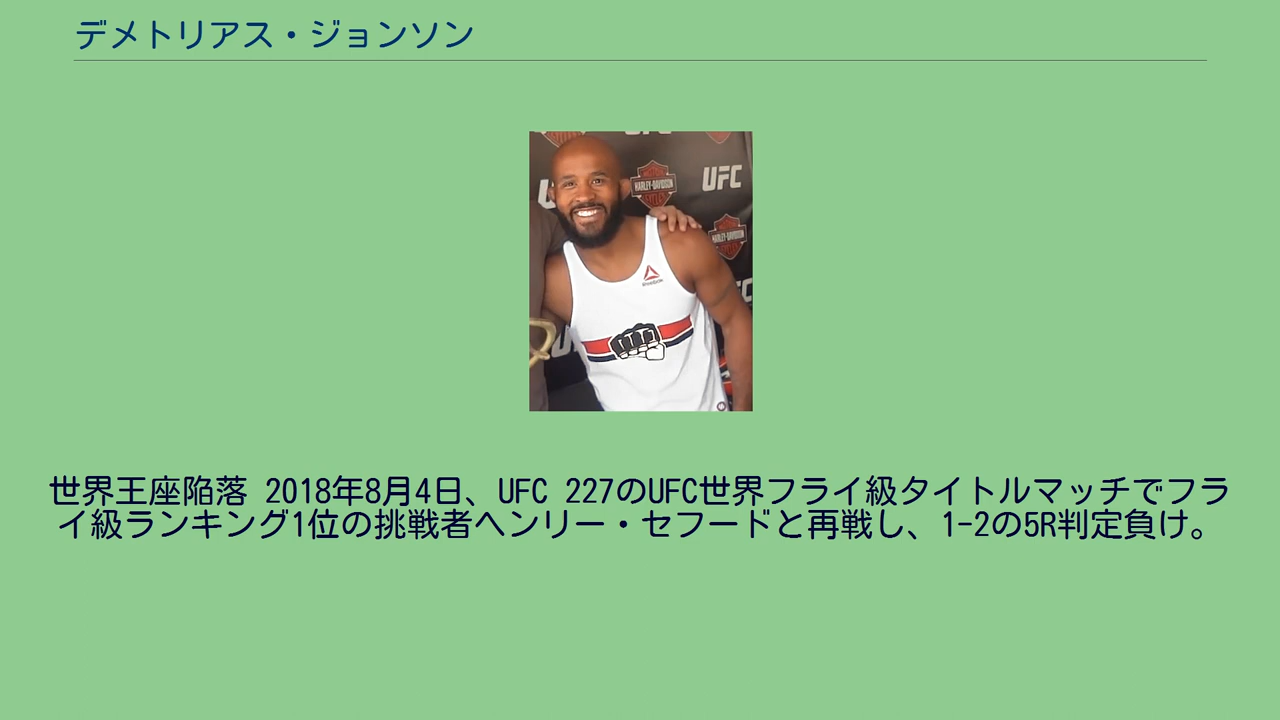 デメトリアス・ジョンソン
UFC
HARLEY-DAVIDSON
世界王座陥落 2018年8月4日、UFC 227のUFC世界フライ級タイトルマッチでフラ
イ級ランキング1位の挑戦者ヘンリー・セフードと再戦し、1-2の5R判定負け。